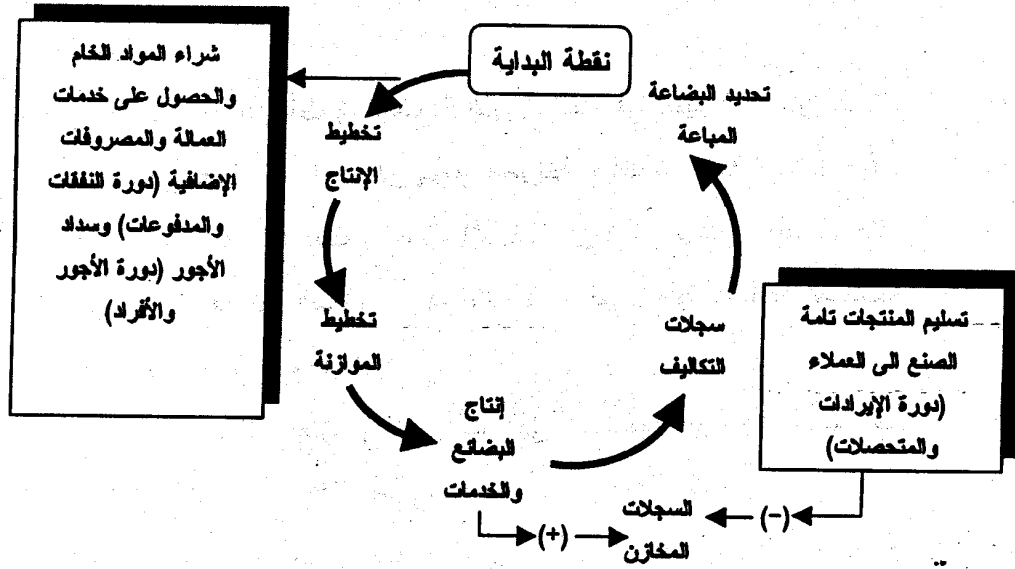 نقطة البداية
شراء المواد الخام
والحصول على خدمات
العمالة والمصروفات
الإضافية (دورة النفقات
والمدفوعات) وسداد
الأجور (دورة الأجور
والأفراد)
تخطيط
الإنتاج
تخطيط
الموازنة
إنتاج
البضائع
والخدمات
سجلات
التكاليف
تحديد البضاعة
المباعة
تسليم المنتجات تامة
الصنع الى العملاء
(دورة الإيرادات
والمتحصلات)
السجلات
المخازن
(+)
(-)